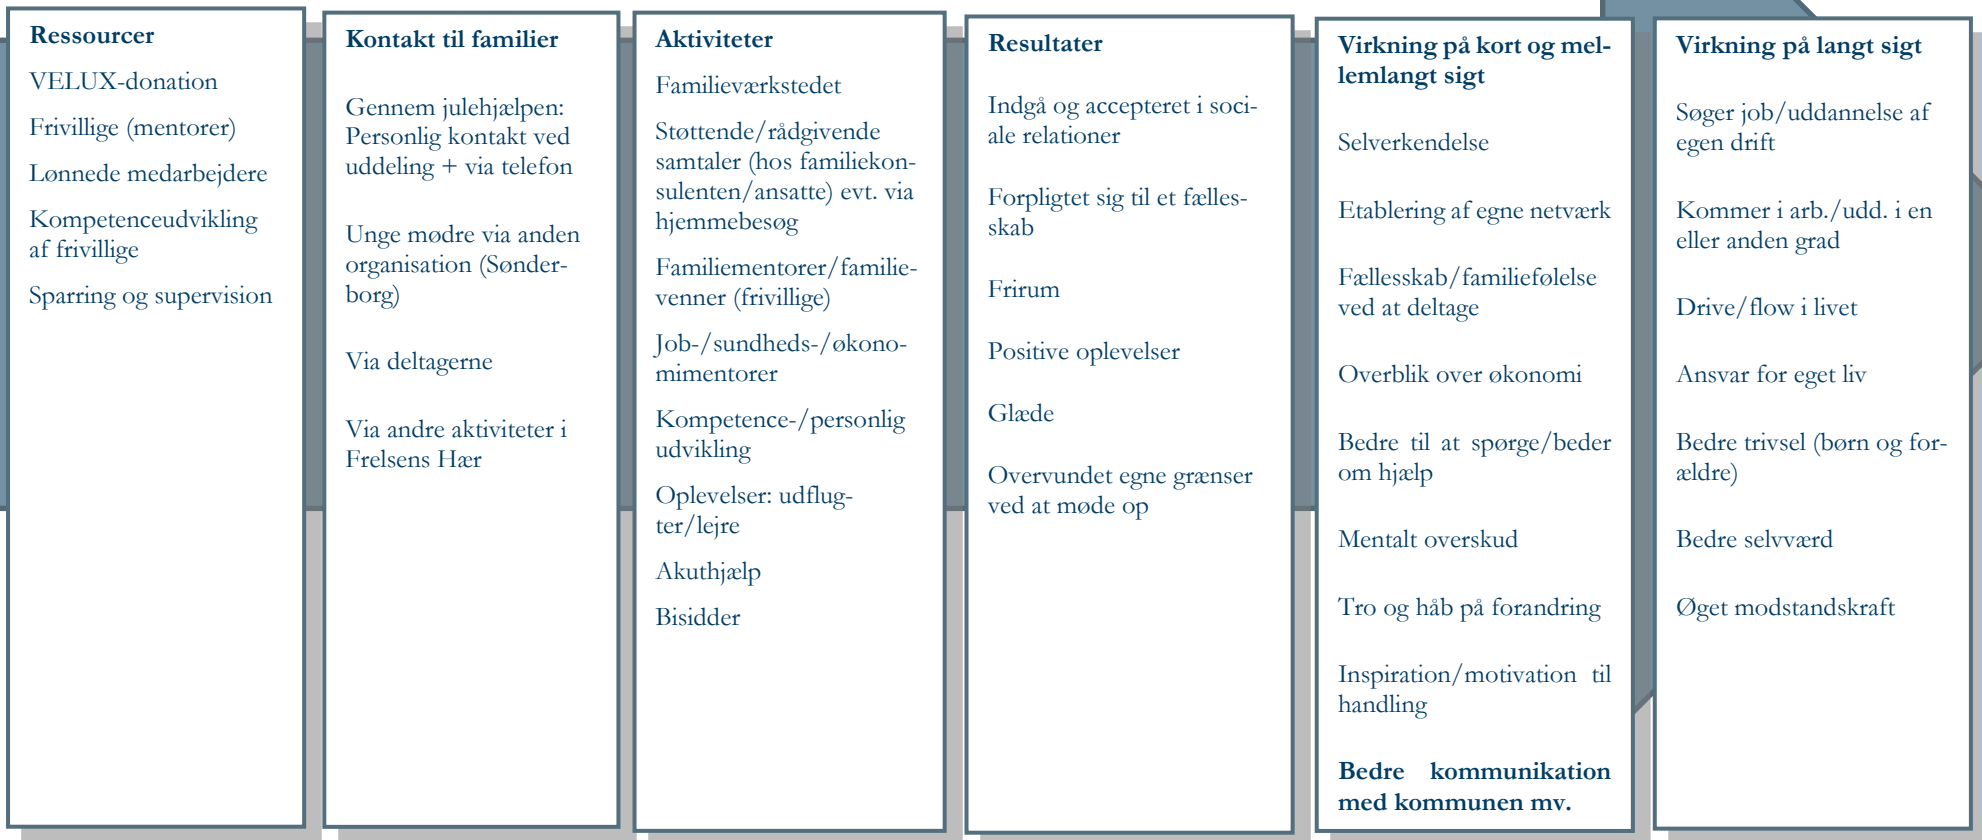 Ressourcer
VELUX-donation
Frivillige (mentorer)
Lønnede medarbejdere
Kompetenceudvikling
af frivillige
Sparring og supervision
Kontakt til familier
Gennem julehjælpen:
Personlig kontakt ved
uddeling + via telefon
Unge mødre via anden
organisation (Sønder-
borg)
Via deltagerne
Via andre aktiviteter i
Frelsens Hær
Aktiviteter
Familieværkstedet
Støttende/rådgivende
samtaler (hos familiekon-
sulenten/ansatte) evt. via
hjemmebesøg
Familiementorer/familie-
venner (frivillige)
Job-/sundheds-/økono-
mimentorer
Kompetence-/personlig
udvikling
Oplevelser: udflug-
ter/lejre
Akuthjælp
Bisidder
Resultater
Indgå og accepteret i soci-
ale relationer
Forpligtet sig til et fælles-
skab
Frirum
Positive oplevelser
Glæde
Overvundet egne grænser
ved at møde op
Virkning på kort og mel-
lemlangt sigt
Selverkendelse
Etablering af egne netværk
Fællesskab/familiefølelse
ved at deltage
Overblik over økonomi
Bedre til at spørge/beder
om hjælp
Mentalt overskud
Tro og håb på forandring
Inspiration/motivation til
handling
Bedre kommunikation
med kommunen mv.
Virkning på langt sigt
Søger job/uddannelse af
egen drift
Kommer i arb./udd. i en
eller anden grad
Drive/flow i livet
Ansvar for eget liv
Bedre trivsel (børn og for-
ældre)
Bedre selvværd
Øget modstandskraft